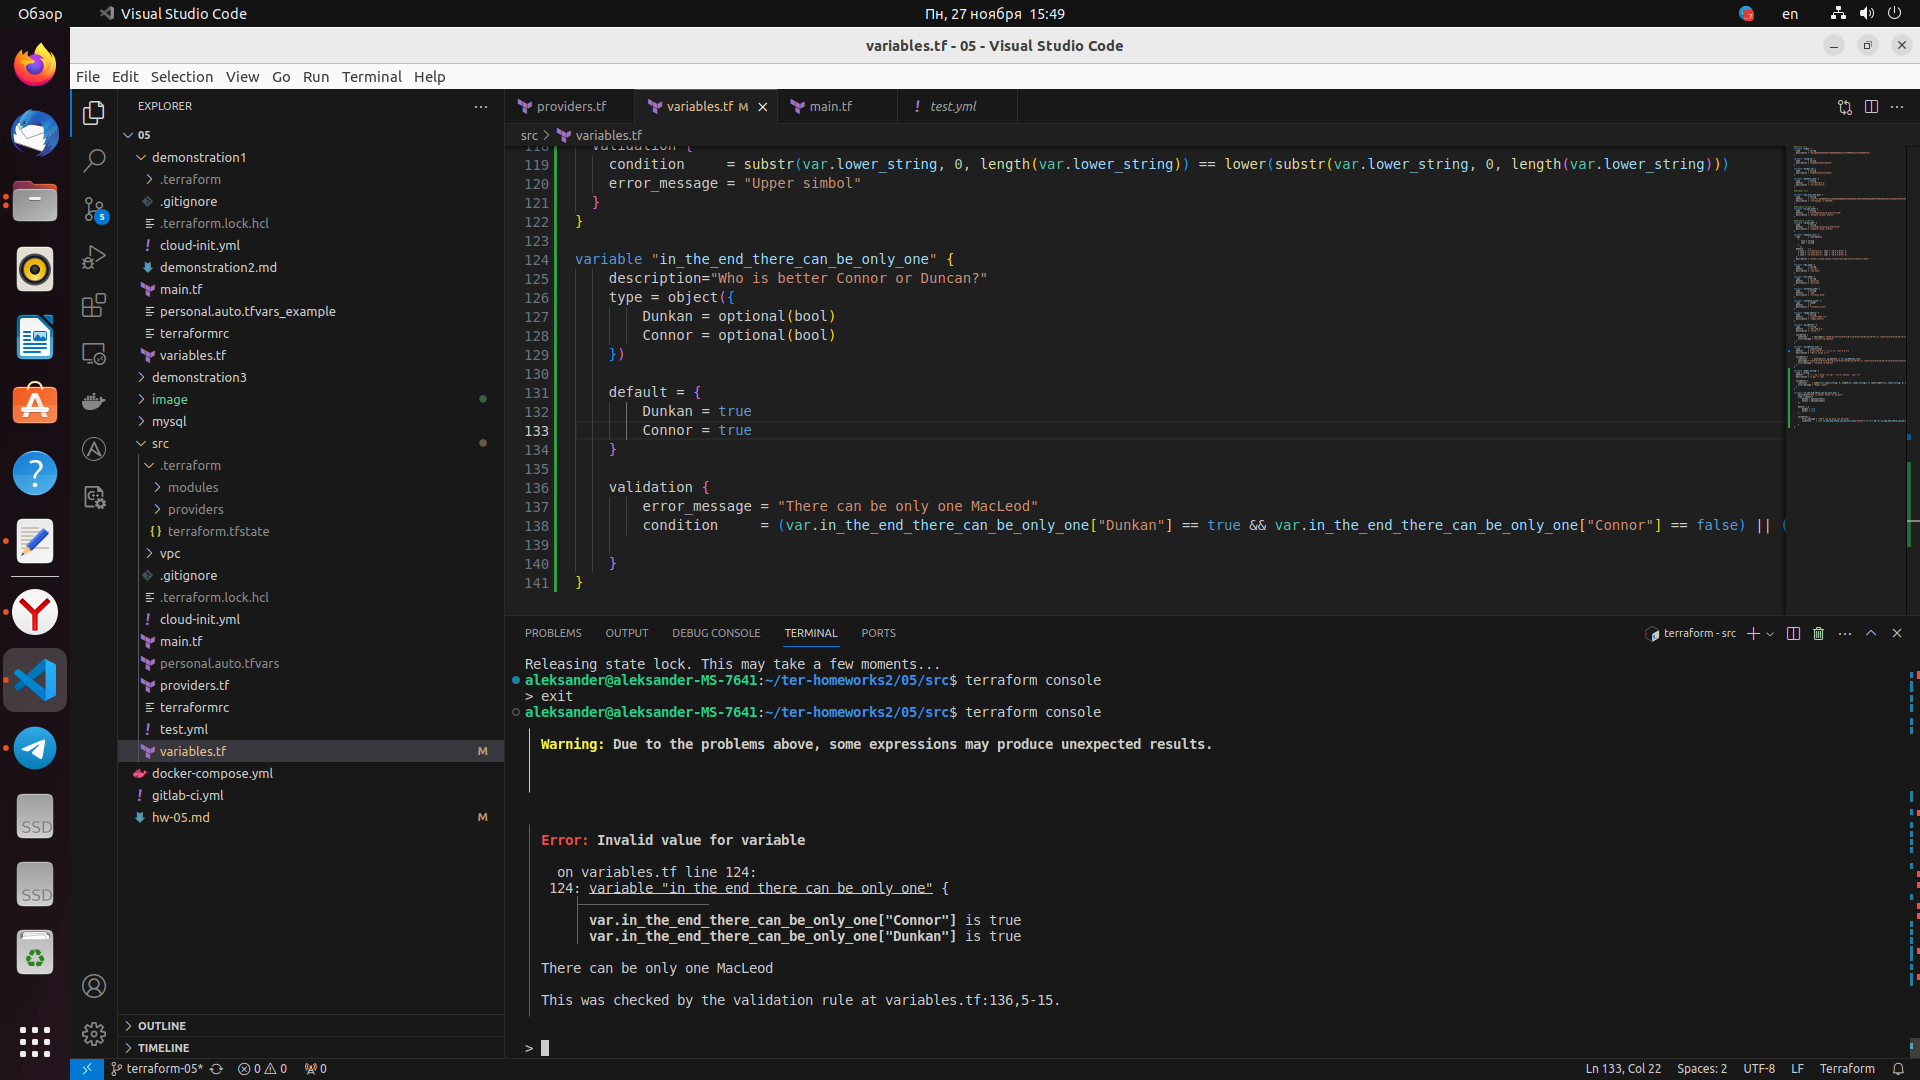 Обзор
Visual Studio Code
Пн, 27 ноября 15:49
en
variables.tf - 05 - Visual Studio Code
File Edit Selection View Go Run Terminal Help
EXPLORER
05
demonstration1
.terraform
.gitignore
.terraform.lock.hcl
cloud-init.yml
demonstration2.md
main.tf
personal.auto.tfvars_example
terraformrc
variables.tf
demonstration3
image
mysql
src
.terraform
modules
providers
terraform.tfstate
vpc
.gitignore
.terraform.lock.hcl
cloud-init.yml
main.tf
personal.auto.tfvars
providers.tf
terraformrc
test.yml
variables.tf M
docker-compose.yml
gitlab-ci.yml
hw-05.md M
OUTLINE
TIMELINE
5
SSD
SSD
providers.tf
variables.tf M
main.tf
test.yml
src > variables.tf
118 validation {
119 condition     = substr(var.lower_string, 0, length(var.lower_string)) == lower(substr(var.lower_string, 0, length(var.lower_string)))
120 error_message = "Upper simbol"
121 }
122 }
123
124 variable "in_the_end_there_can_be_only_one" {
125 description="Who is better Connor or Duncan?"
126 type = object({
127 Dunkan = optional(bool)
128 Connor = optional(bool)
129 })
130
131 default = {
132 Dunkan = true
133 Connor = true
134 }
135
136 validation {
137 error_message = "There can be only one MacLeod"
138 condition     = (var.in_the_end_there_can_be_only_one["Dunkan"] == true && var.in_the_end_there_can_be_only_one["Connor"] == false) || (
139
140 }
141 }
PROBLEMS OUTPUT DEBUG CONSOLE TERMINAL PORTS
terraform - src
Releasing state lock. This may take a few moments...
aleksander@aleksander-MS-7641:~/ter-homeworks2/05/src$ terraform console
> exit
aleksander@aleksander-MS-7641:~/ter-homeworks2/05/src$ terraform console
Warning: Due to the problems above, some expressions may produce unexpected results.
Error: Invalid value for variable
on variables.tf line 124:
124: variable "in_the_end_there_can_be_only_one" {
var.in_the_end_there_can_be_only_one["Connor"] is true
var.in_the_end_there_can_be_only_one["Dunkan"] is true
There can be only one MacLeod
This was checked by the validation rule at variables.tf:136,5-15.
>
terraform-05* 0 0 0
Ln 133, Col 22 Spaces: 2 UTF-8 LF Terraform